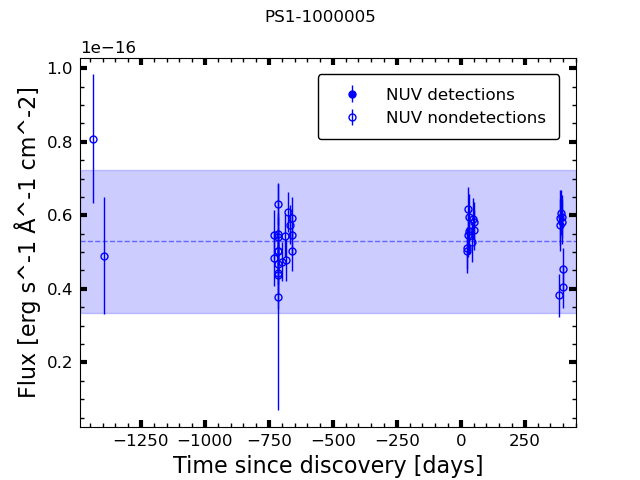 PS1-1000005
1e−16
1.0
0.8
0.6
0.4
0.2
Flux [erg s^-1 Å^-1 cm^-2]
NUV detections
NUV nondetections
−1250 −1000 −750 −500 −250 0 250
Time since discovery [days]